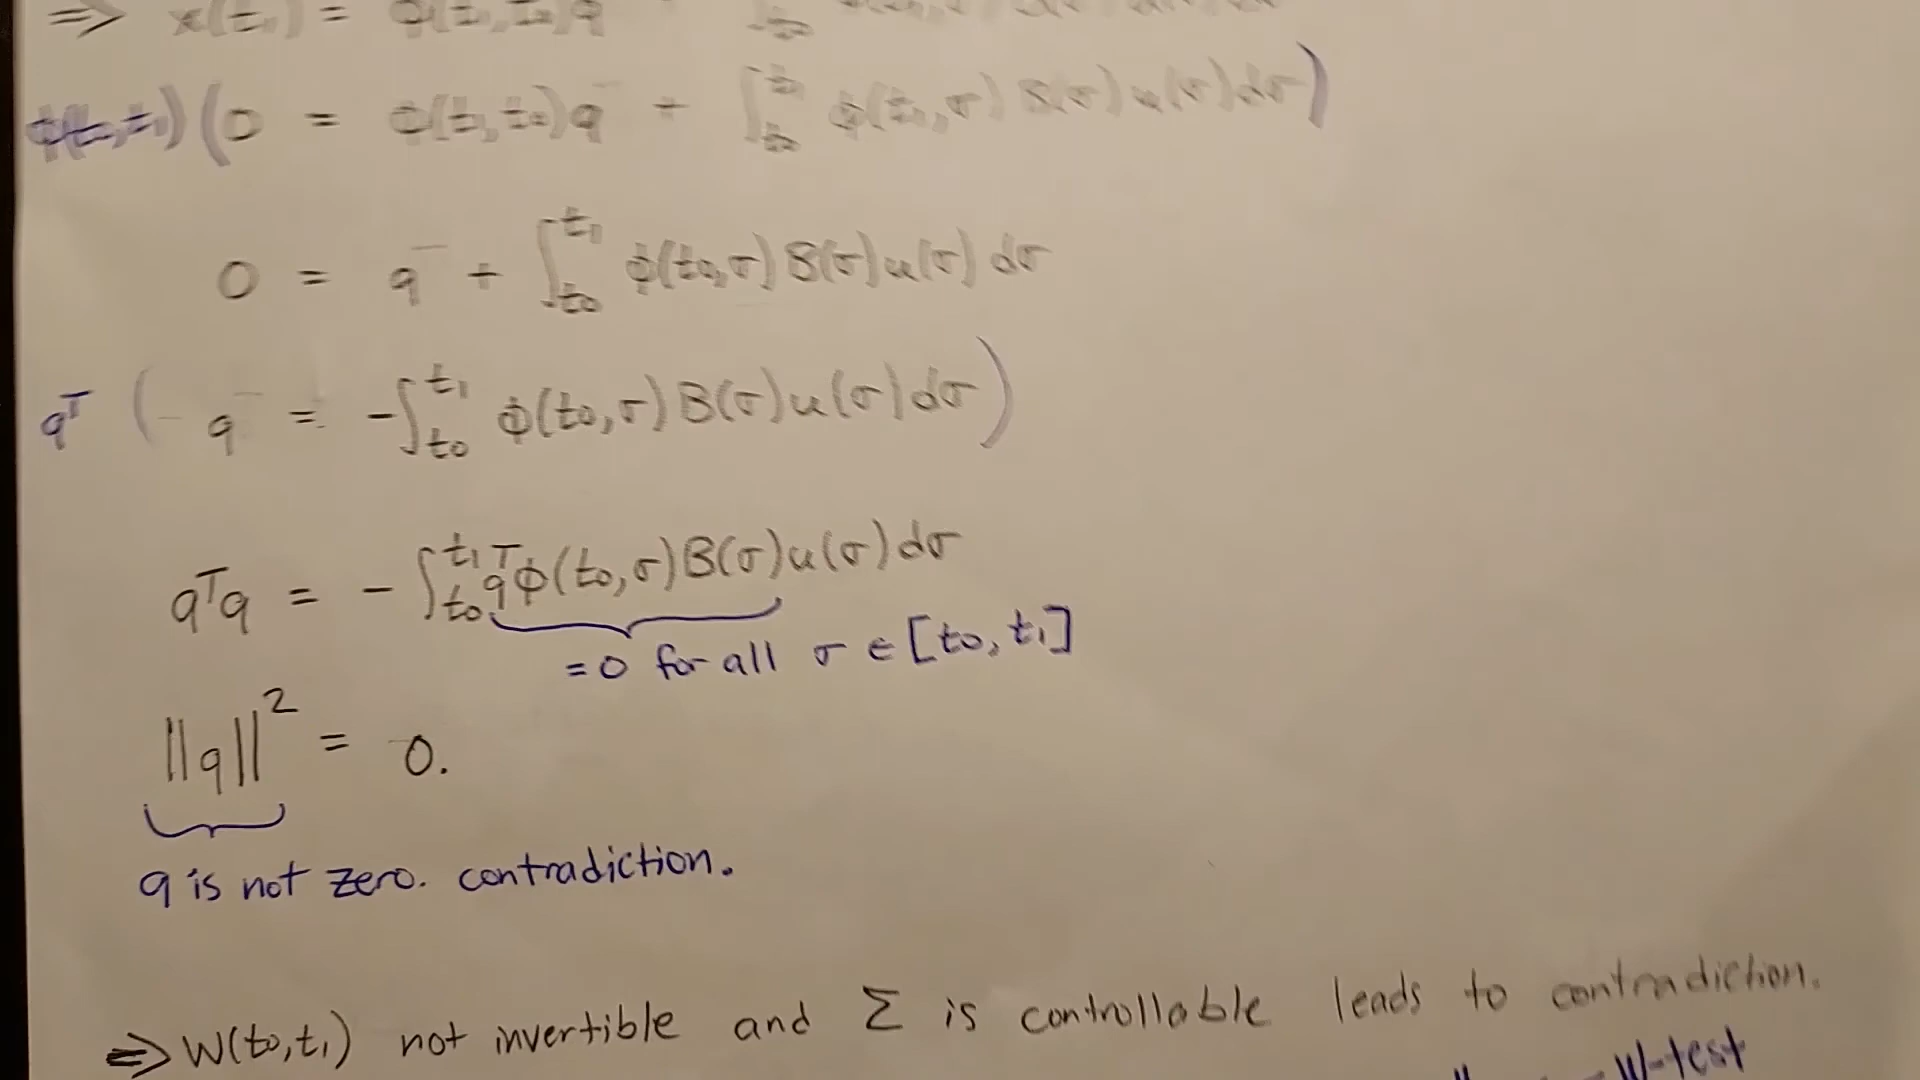 ⇒ x(t₁) = φ(t₁,t₀)q
φ(t₀,t₁)(0 = φ(t₁,t₀)q + ∫_{t₀}^{t₁} φ(t₁,σ)B(σ)u(σ)dσ)
0 = q + ∫_{t₀}^{t₁} φ(t₀,σ)B(σ)u(σ)dσ
qᵀ(q = -∫_{t₀}^{t₁} φ(t₀,σ)B(σ)u(σ)dσ)
qᵀq = -∫_{t₀}^{t₁} qᵀφ(t₀,σ)B(σ)u(σ)dσ
=0 for all σ ∈ [t₀,t₁]
||q||² = 0.
q is not zero. contradiction.
⇒ W(t₀,t₁) not invertible and Σ is controllable leads to contradiction.
W-test